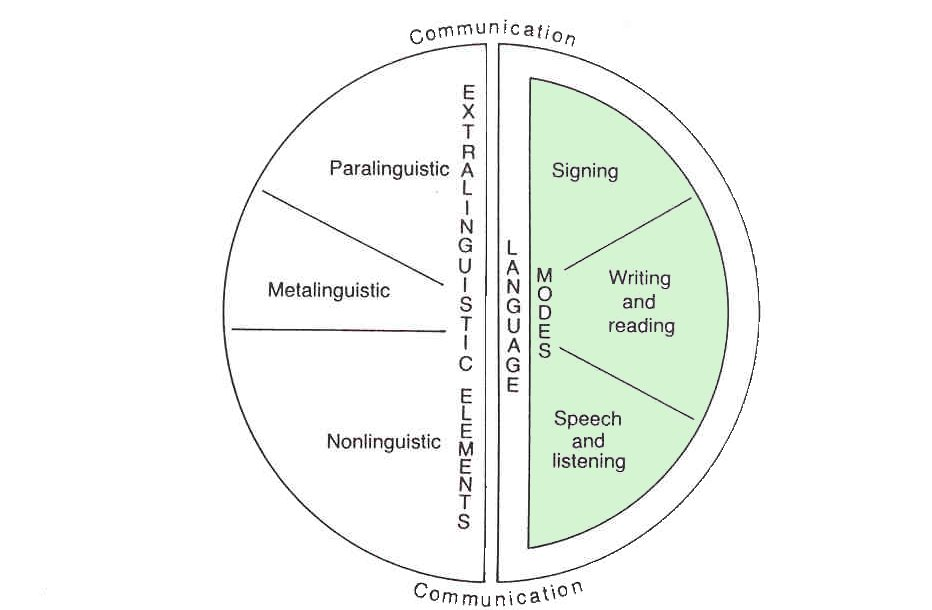 Communication
EXTRALINGUISTIC ELEMENTS
Paralinguistic
Metalinguistic
Nonlinguistic
LANGUAGE
MODES
Signing
Writing
and
reading
Speech
and
listening
Communication